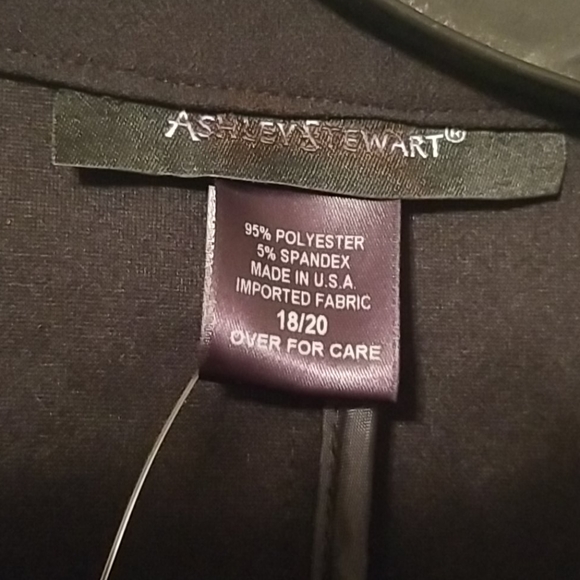 ASHLEY STEWART®
95% POLYESTER
5% SPANDEX
MADE IN U.S.A.
IMPORTED FABRIC
18/20
OVER FOR CARE